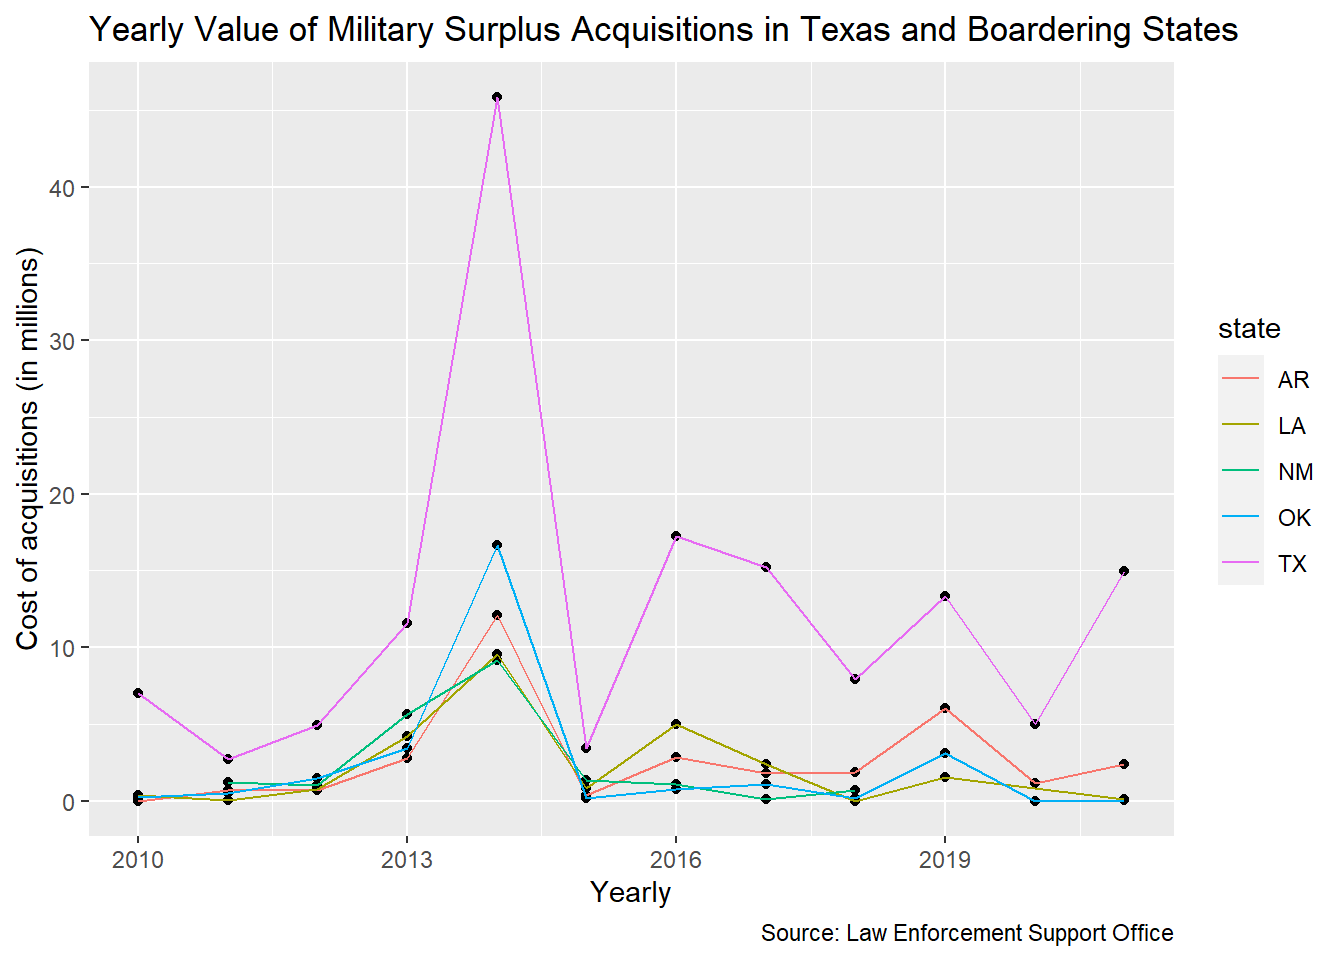 Yearly Value of Military Surplus Acquisitions in Texas and Boardering States
Cost of acquisitions (in millions)
40
30
20
10
0
2010
2013
2016
2019
Yearly
state
AR
LA
NM
OK
TX
Source: Law Enforcement Support Office